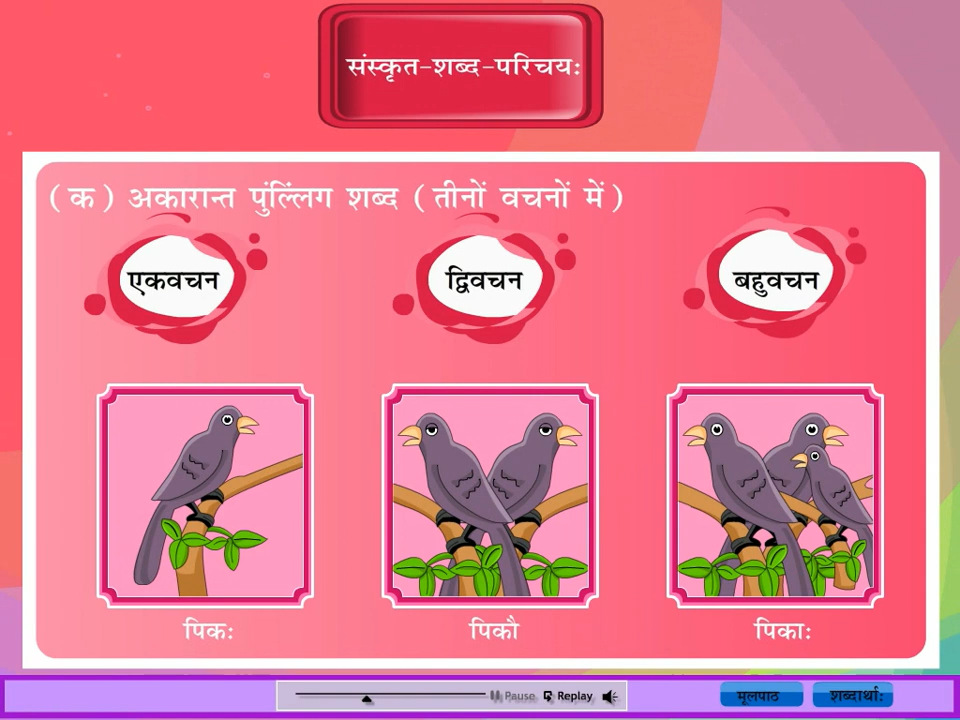 संस्कृत-शब्द-परिचयः
(क) अकारान्त पुंल्लिंग शब्द (तीनों वचनों में)
एकवचन द्विवचन बहुवचन
पिकः पिकौ पिकाः
Pause Replay मूलपाठ शब्दार्थाः